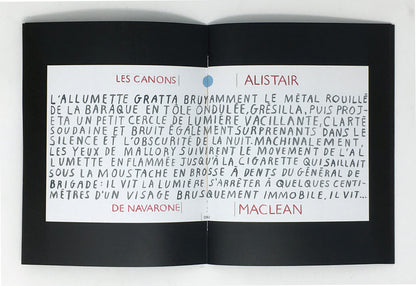 LES CANONS ALISTAIR
L'ALLUMETTE GRATTA BRUYAMMENT LE MÉTAL ROUILLÉ
DE LA BARAQUE EN TÔLE ONDULÉE, GRÉSILLA, PUIS PROJ-
ETA UN PETIT CERCLE DE LUMIÈRE VACILLANTE, CLARTÉ
SOUDAINE ET BRUIT ÉGALEMENT SURPRENANTS DANS LE
SILENCE ET L'OBSCURITÉ DE LA NUIT. MACHINALEMENT,
LES YEUX DE MALLORY SUIVIRENT LE MOUVEMENT DE L'AL
LUMETTE ENFLAMMÉE JUSQU'À LA CIGARETTE QUI SAILLAIT
SOUS LA MOUSTACHE EN BROSSE À DENTS DU GÉNÉRAL DE
BRIGADE: IL VIT LA LUMIÈRE S'ARRÊTER À QUELQUES CENTI-
MÈTRES D'UN VISAGE BRUSQUEMENT IMMOBILE, IL VIT...
DE NAVARONE MACLEAN